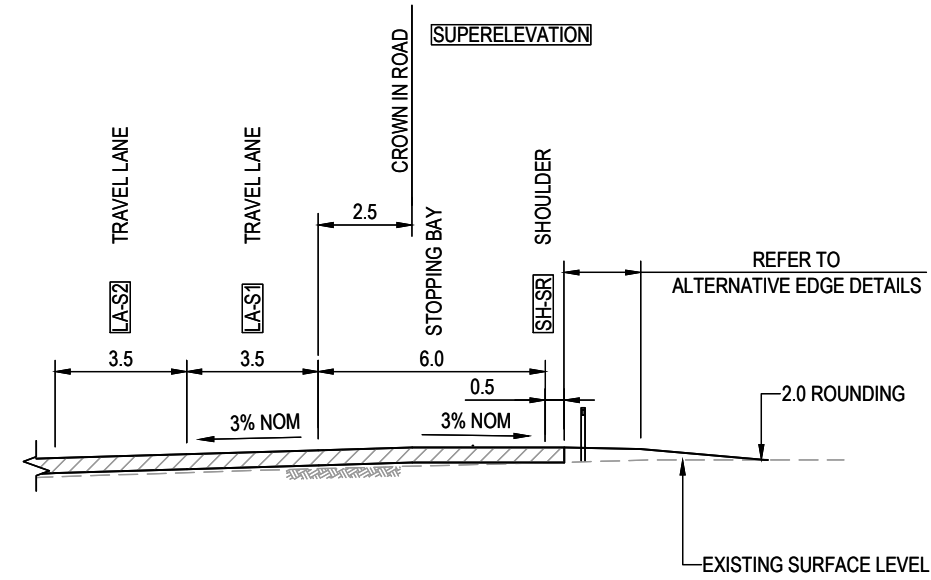 SUPERELEVATION
CROWN IN ROAD
TRAVEL LANE
TRAVEL LANE
SHOULDER
2.5
STOPPING BAY
REFER TO
ALTERNATIVE EDGE DETAILS
LA-S2
LA-S1
SH-SR
3.5
3.5
6.0
0.5
2.0 ROUNDING
3% NOM
3% NOM
EXISTING SURFACE LEVEL